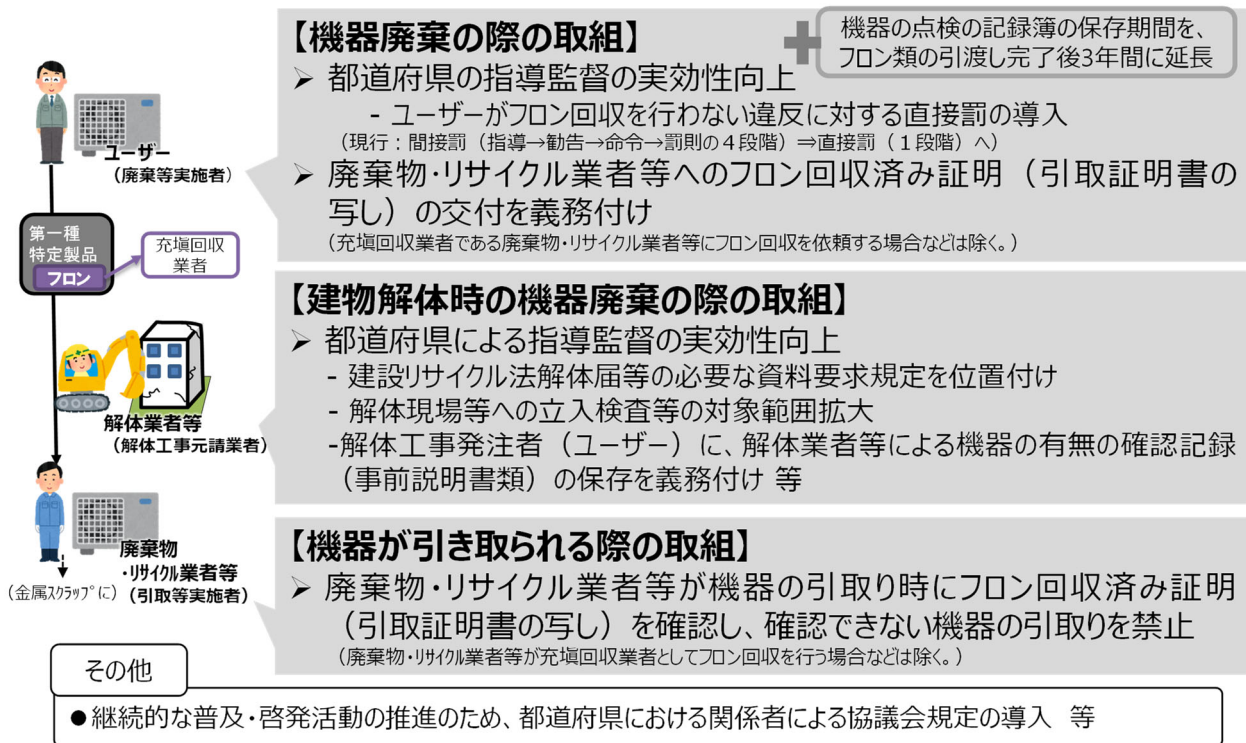 【機器廃棄の際の取組】
機器の点検の記録簿の保存期間を、
フロン類の引渡し完了後3年間に延長
➢ 都道府県の指導監督の実効性向上
- ユーザーがフロン回収を行わない違反に対する直接罰の導入
（現行：間接罰（指導→勧告→命令→罰則の４段階）⇒直接罰（１段階）へ）
➢ 廃棄物・リサイクル業者等へのフロン回収済み証明（引取証明書の
写し）の交付を義務付け
（充塡回収業者である廃棄物・リサイクル業者等にフロン回収を依頼する場合などは除く。）
ユーザー
（廃棄等実施者）
第一種
特定製品
フロン
充塡回収
業者
【建物解体時の機器廃棄の際の取組】
➢ 都道府県による指導監督の実効性向上
- 建設リサイクル法解体届等の必要な資料要求規定を位置付け
- 解体現場等への立入検査等の対象範囲拡大
-解体工事発注者（ユーザー）に、解体業者等による機器の有無の確認記録
（事前説明書類）の保存を義務付け 等
解体業者等
（解体工事元請業者）
【機器が引き取られる際の取組】
➢ 廃棄物・リサイクル業者等が機器の引取り時にフロン回収済み証明
（引取証明書の写し）を確認し、確認できない機器の引取りを禁止
（廃棄物・リサイクル業者等が充塡回収業者としてフロン回収を行う場合などは除く。）
廃棄物
・リサイクル業者等
（引取等実施者）
（金属スクラップに）
その他
●継続的な普及・啓発活動の推進のため、都道府県における関係者による協議会規定の導入 等